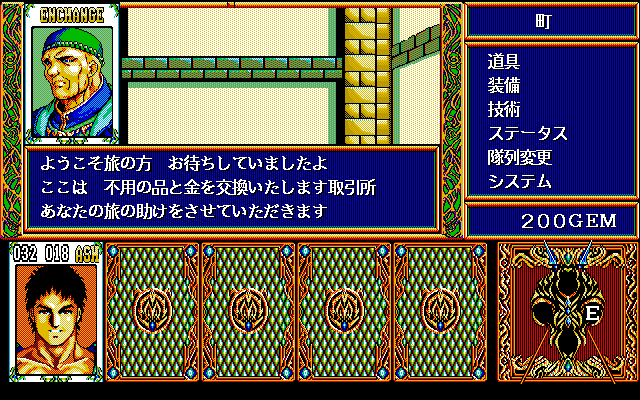 ENCHANGE
町
道具
装備
技術
ステータス
隊列変更
システム
ようこそ旅の方　お待ちしていましたよ
ここは　不用の品と金を交換いたします取引所
あなたの旅の助けをさせていただきます
200GEM
032 018 ASH
E